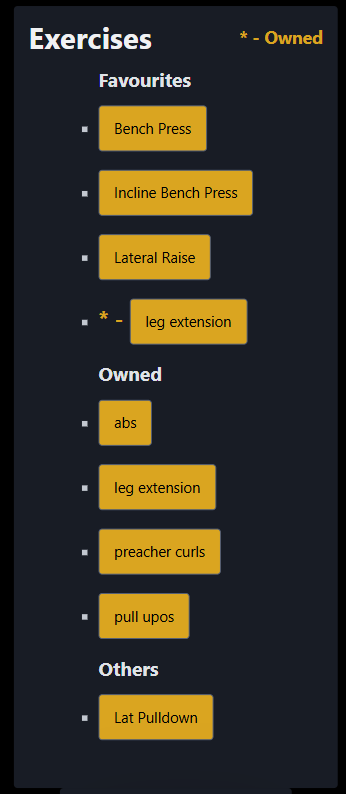 Exercises
* - Owned
Favourites
Bench Press
Incline Bench Press
Lateral Raise
* - leg extension
Owned
abs
leg extension
preacher curls
pull upos
Others
Lat Pulldown